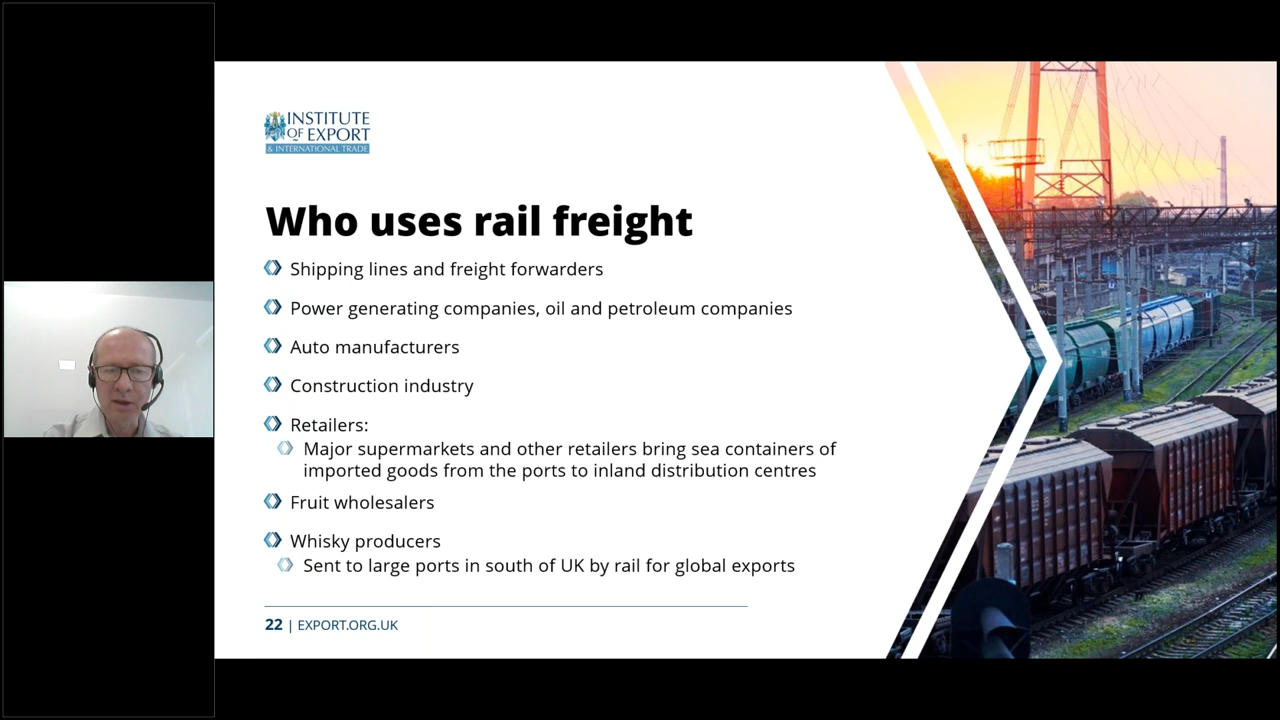 INSTITUTE
OF EXPORT
& INTERNATIONAL TRADE
Who uses rail freight
Shipping lines and freight forwarders
Power generating companies, oil and petroleum companies
Auto manufacturers
Construction industry
Retailers:
Major supermarkets and other retailers bring sea containers of
imported goods from the ports to inland distribution centres
Fruit wholesalers
Whisky producers
Sent to large ports in south of UK by rail for global exports
22 | EXPORT.ORG.UK